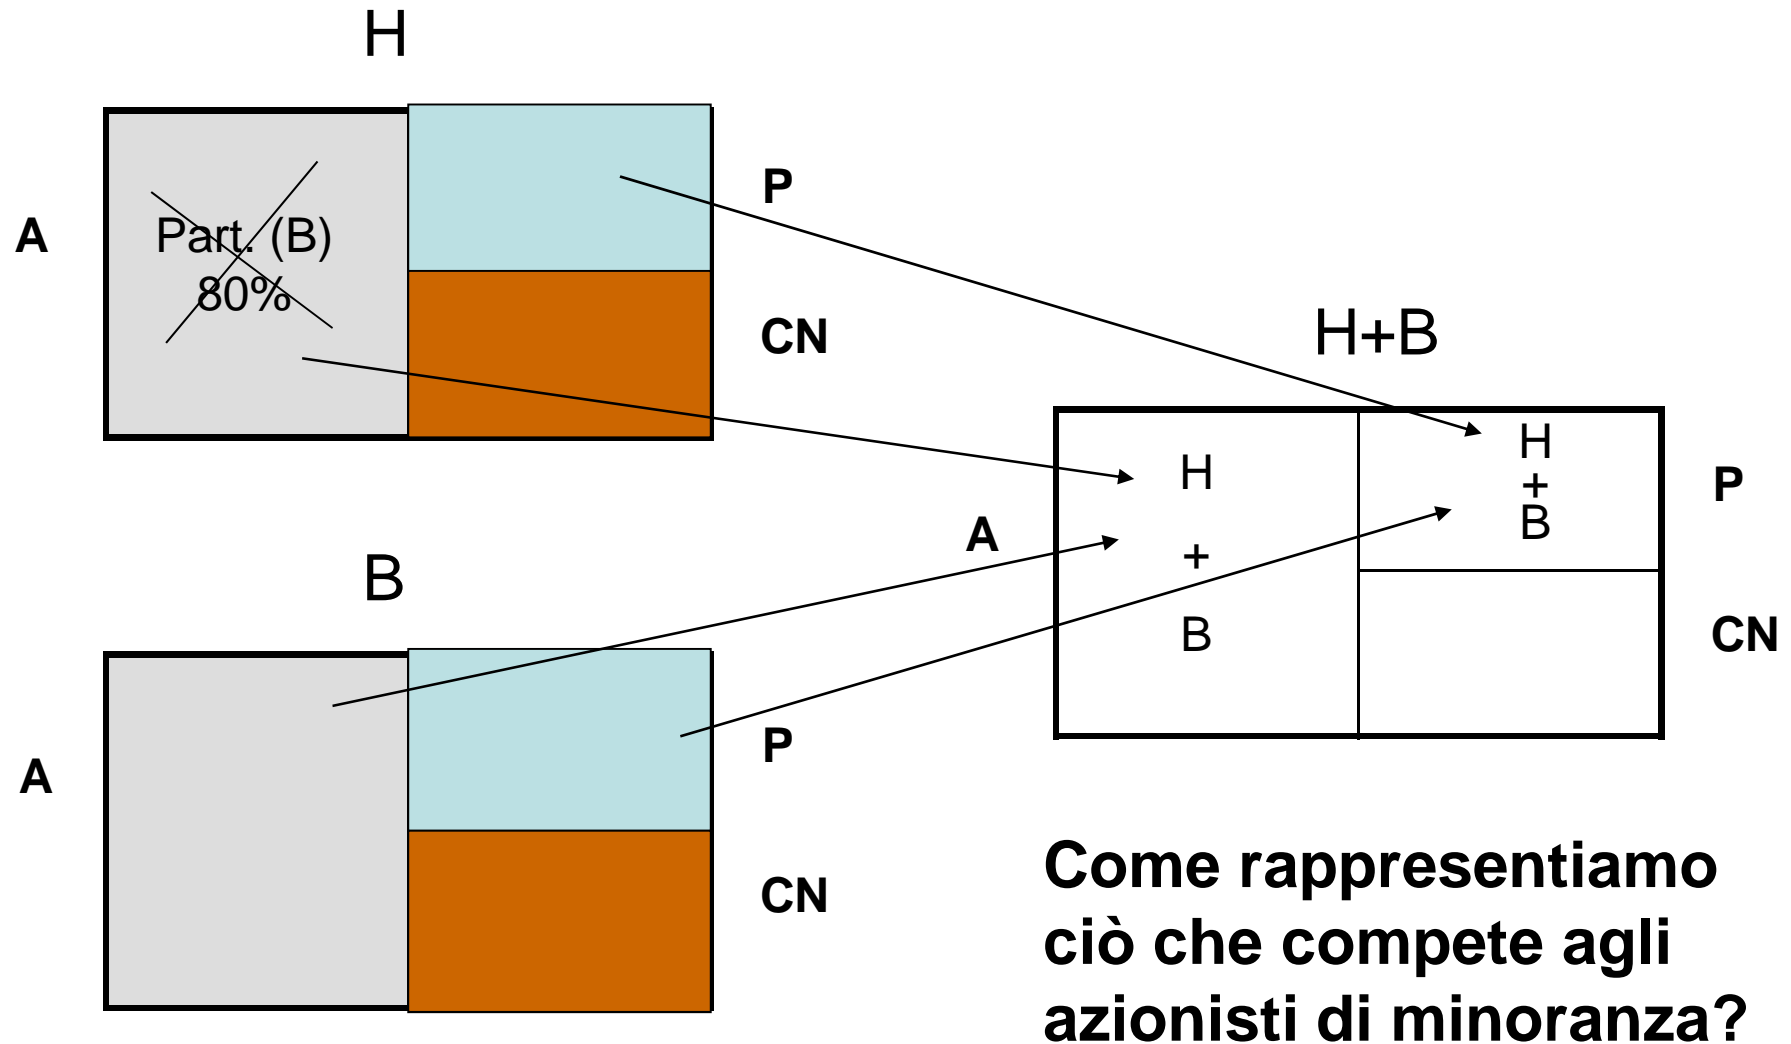 H
A
Part. (B)
80%
P
CN
H+B
A
H
+
B
H
+
B
P
CN
B
A
P
CN
Come rappresentiamo
ciò che compete agli
azionisti di minoranza?